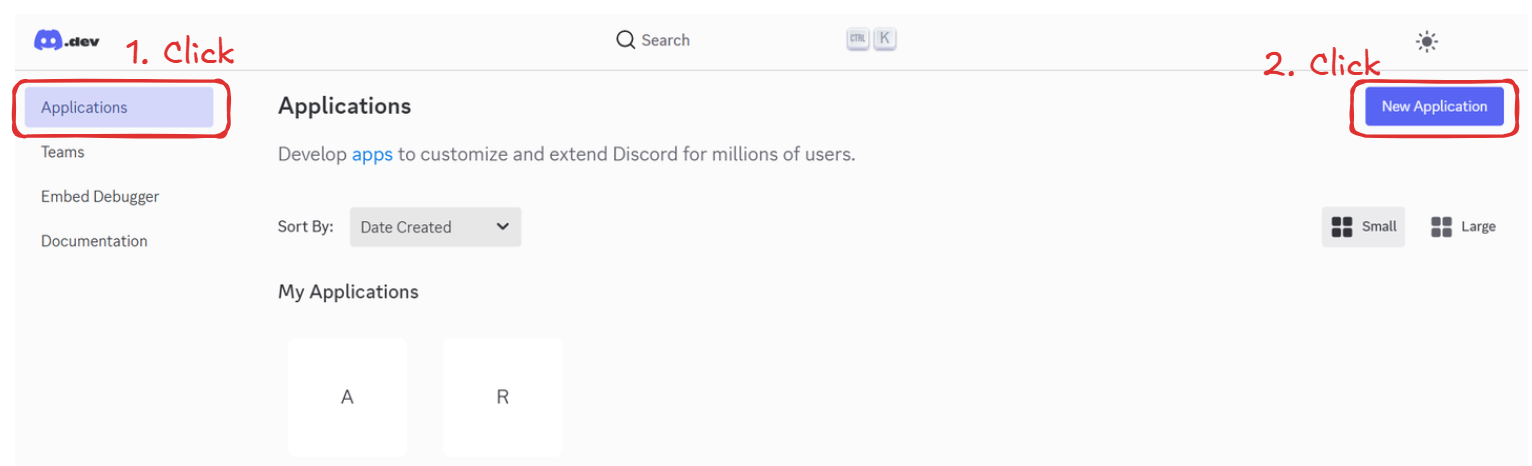 .dev
1. Click
Search
CTRL K
2. Click
Applications
Teams
Embed Debugger
Documentation
Applications
New Application
Develop apps to customize and extend Discord for millions of users.
Sort By: Date Created
Small Large
My Applications
A R